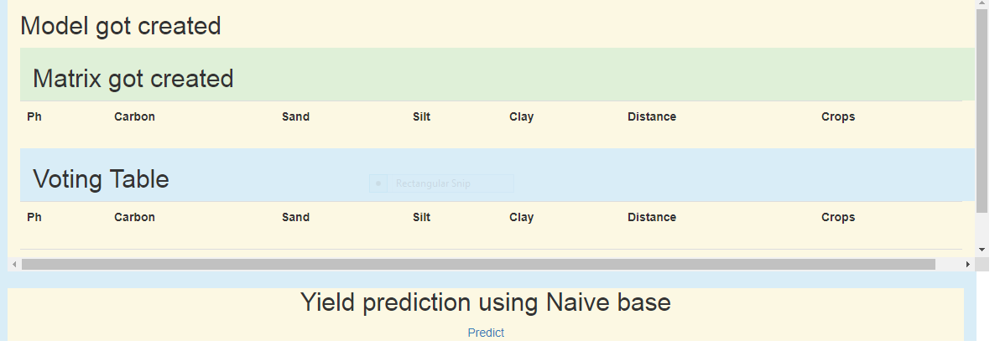 Model got created
Matrix got created
Ph Carbon Sand Silt Clay Distance Crops
Voting Table
Rectangular Snip
Ph Carbon Sand Silt Clay Distance Crops
Yield prediction using Naive base
Predict